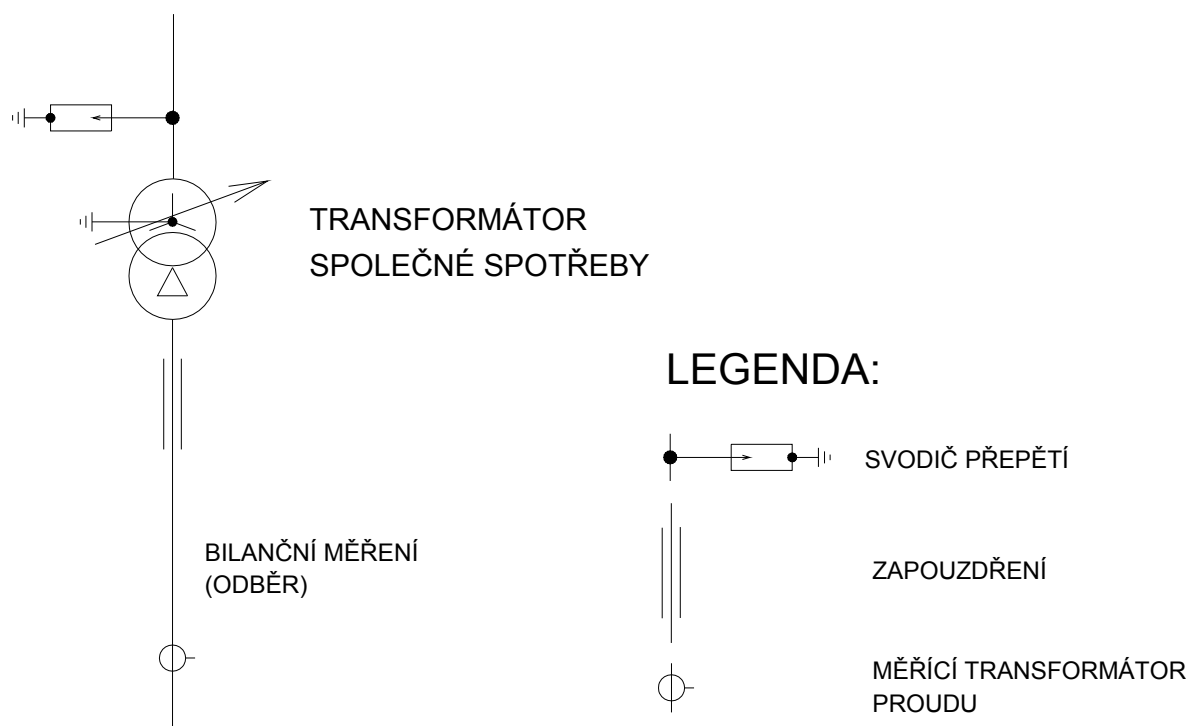 TRANSFORMÁTOR
SPOLEČNÉ SPOTŘEBY
LEGENDA:
SVODIČ PŘEPĚTÍ
BILANČNÍ MĚŘENÍ
(ODBĚR)
ZAPOUZDŘENÍ
MĚŘÍCÍ TRANSFORMÁTOR
PROUDU